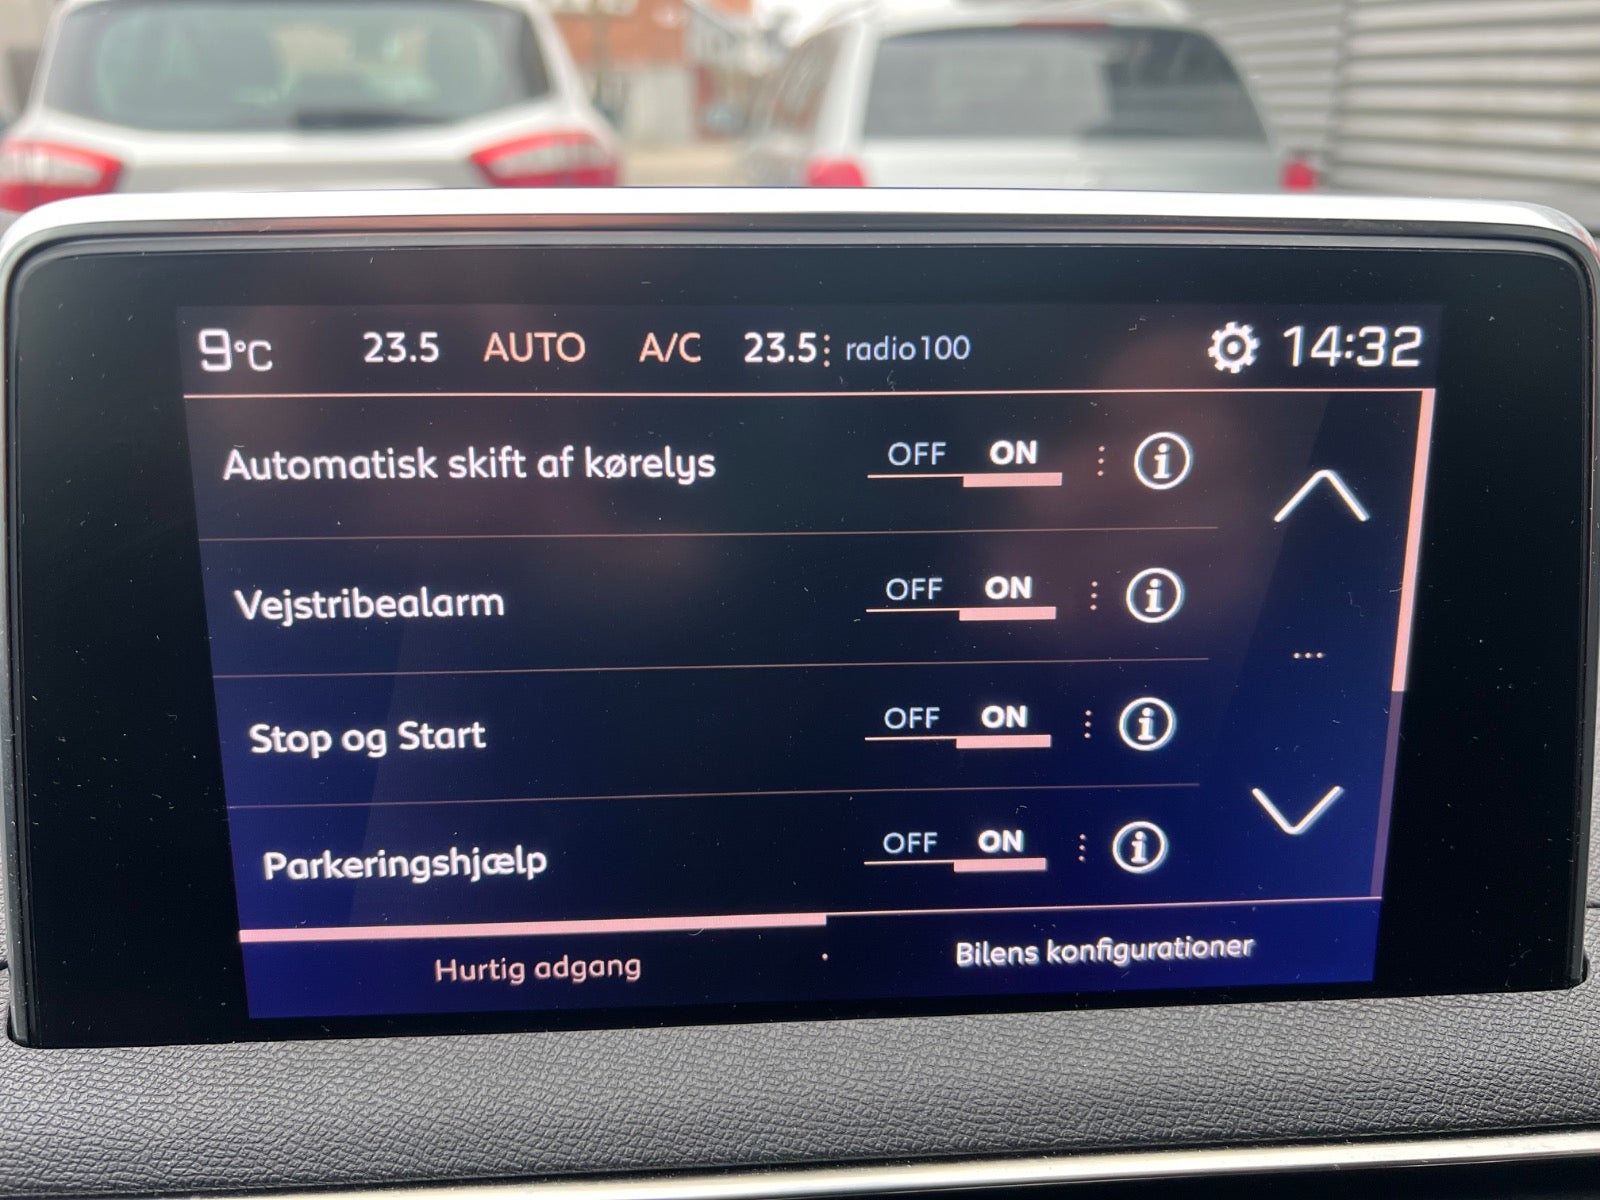 9°C 23.5 AUTO A/C 23.5 radio100 14:32
Automatisk skift af kørelys OFF ON i
Vejstribealarm OFF ON i
...
Stop og Start OFF ON i
Parkeringshjælp OFF ON i
Hurtig adgang Bilens konfigurationer